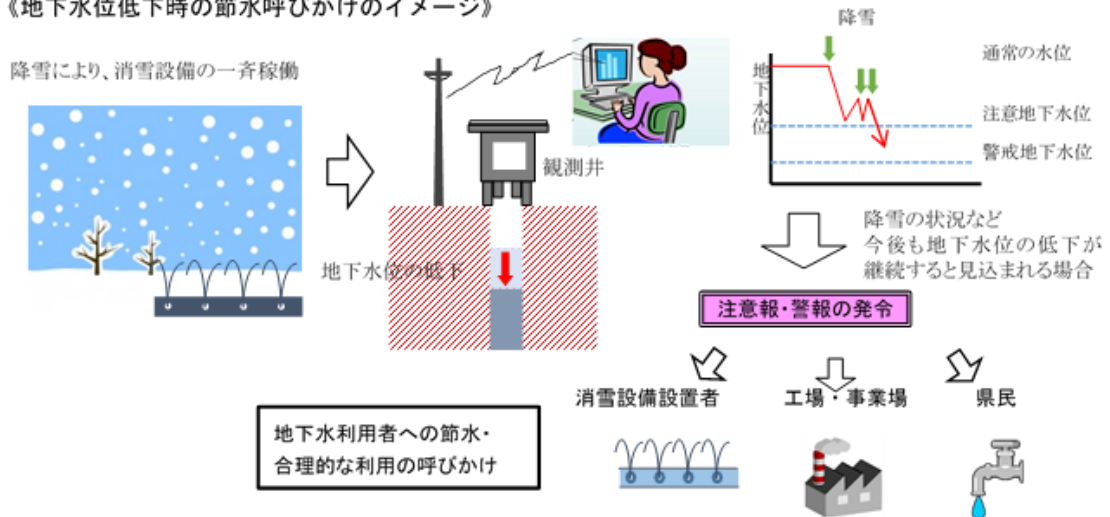 《地下水位低下時の節水呼びかけのイメージ》
降雪により、消雪設備の一斉稼働
観測井
地下水位の低下
降雪
地下水位
通常の水位
注意地下水位
警戒地下水位
降雪の状況など
今後も地下水位の低下が
継続すると見込まれる場合
注意報・警報の発令
消雪設備設置者
工場・事業場
県民
地下水利用者への節水・
合理的な利用の呼びかけ